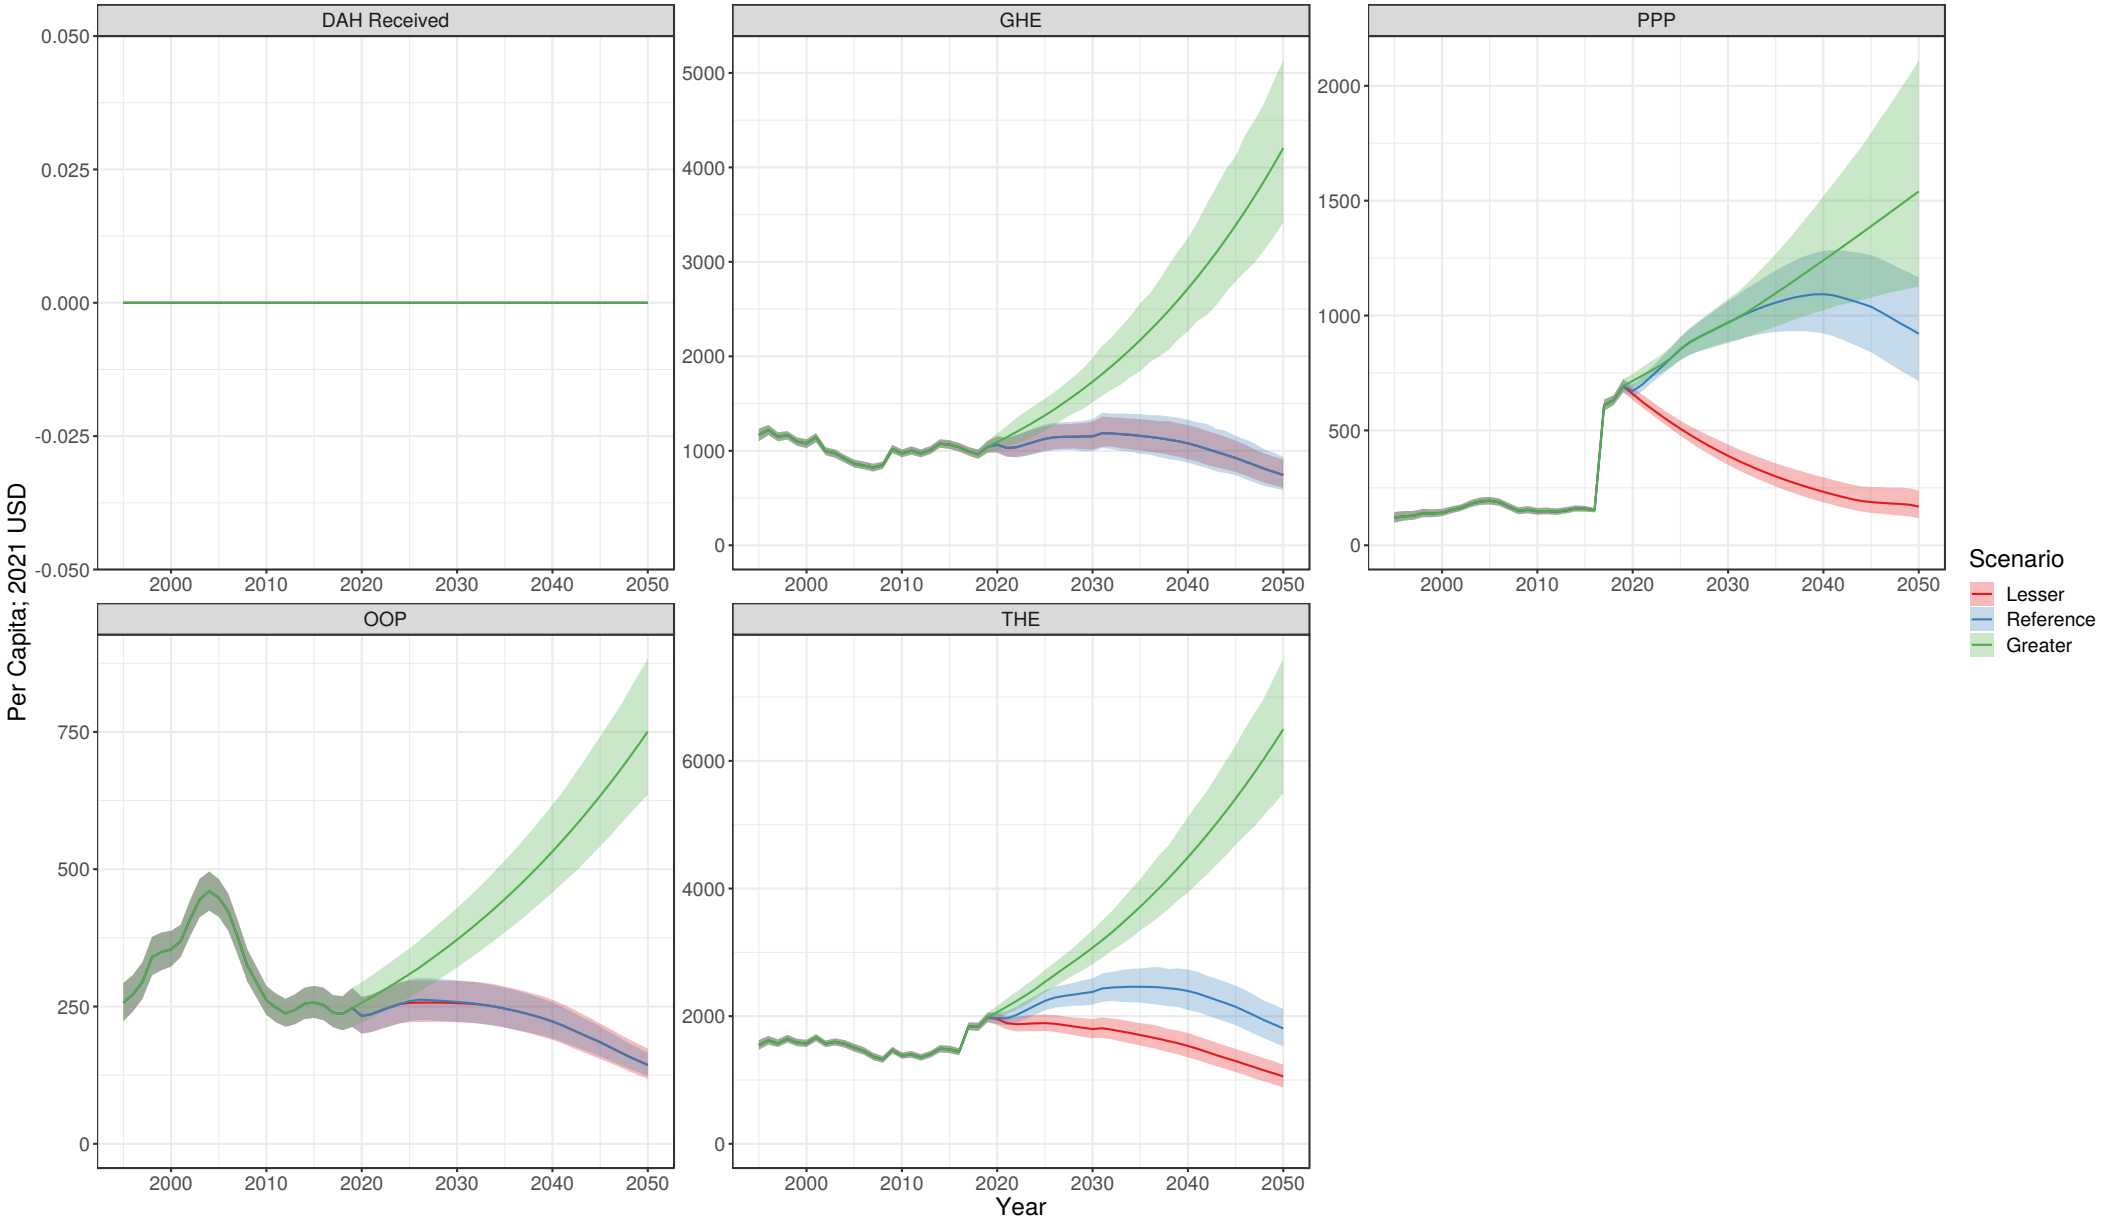 DAH Received
GHE
PPP
0.050
0.025
0.000
-0.025
-0.050
2000 2010 2020 2030 2040 2050
5000
4000
3000
2000
1000
0
2000 2010 2020 2030 2040 2050
2000
1500
1000
500
0
2000 2010 2020 2030 2040 2050
OOP
THE
750
500
250
0
2000 2010 2020 2030 2040 2050
6000
4000
2000
0
2000 2010 2020 2030 2040 2050
Per Capita; 2021 USD
Year
Scenario
Lesser
Reference
Greater